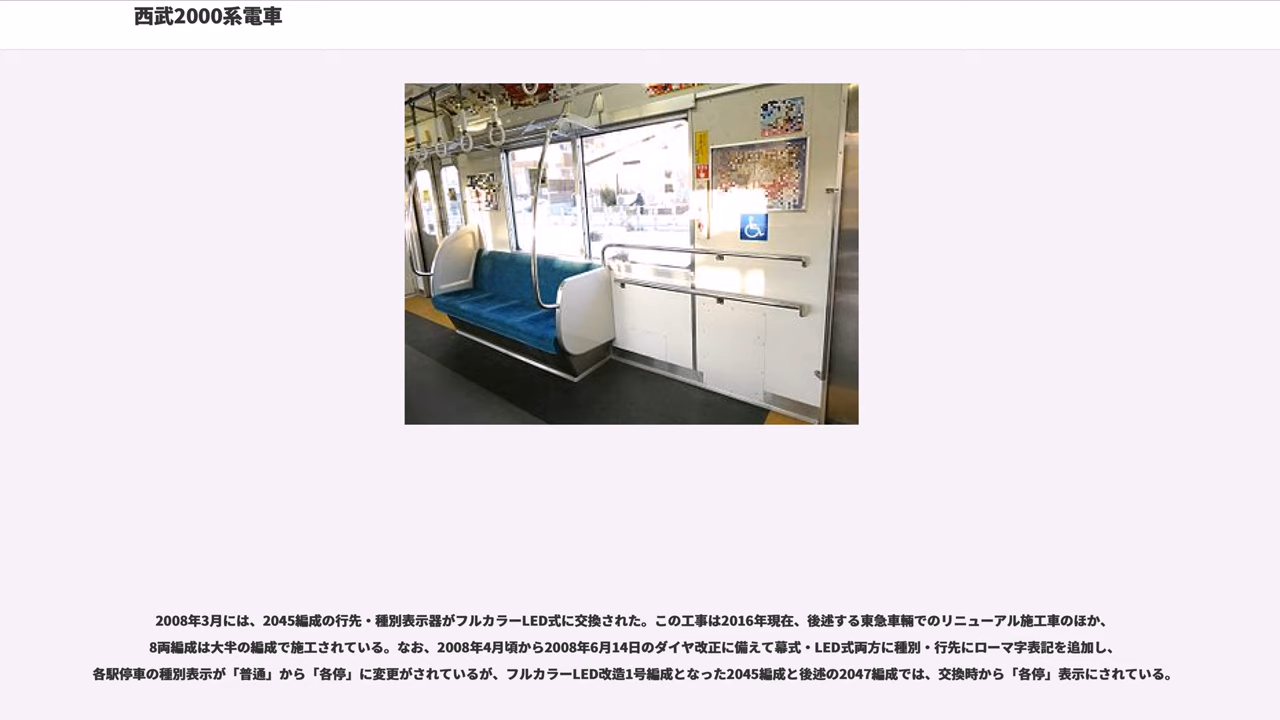 西武2000系電車
2008年3月には、2045編成の行先・種別表示器がフルカラーLED式に交換された。この工事は2016年現在、後述する東急車輛でのリニューアル施工車のほか、
8両編成は大半の編成で施工されている。なお、2008年4月頃から2008年6月14日のダイヤ改正に備えて幕式・LED式両方に種別・行先にローマ字表記を追加し、
各駅停車の種別表示が「普通」から「各停」に変更がされているが、フルカラーLED改造1号編成となった2045編成と後述の2047編成では、交換時から「各停」表示にされている。